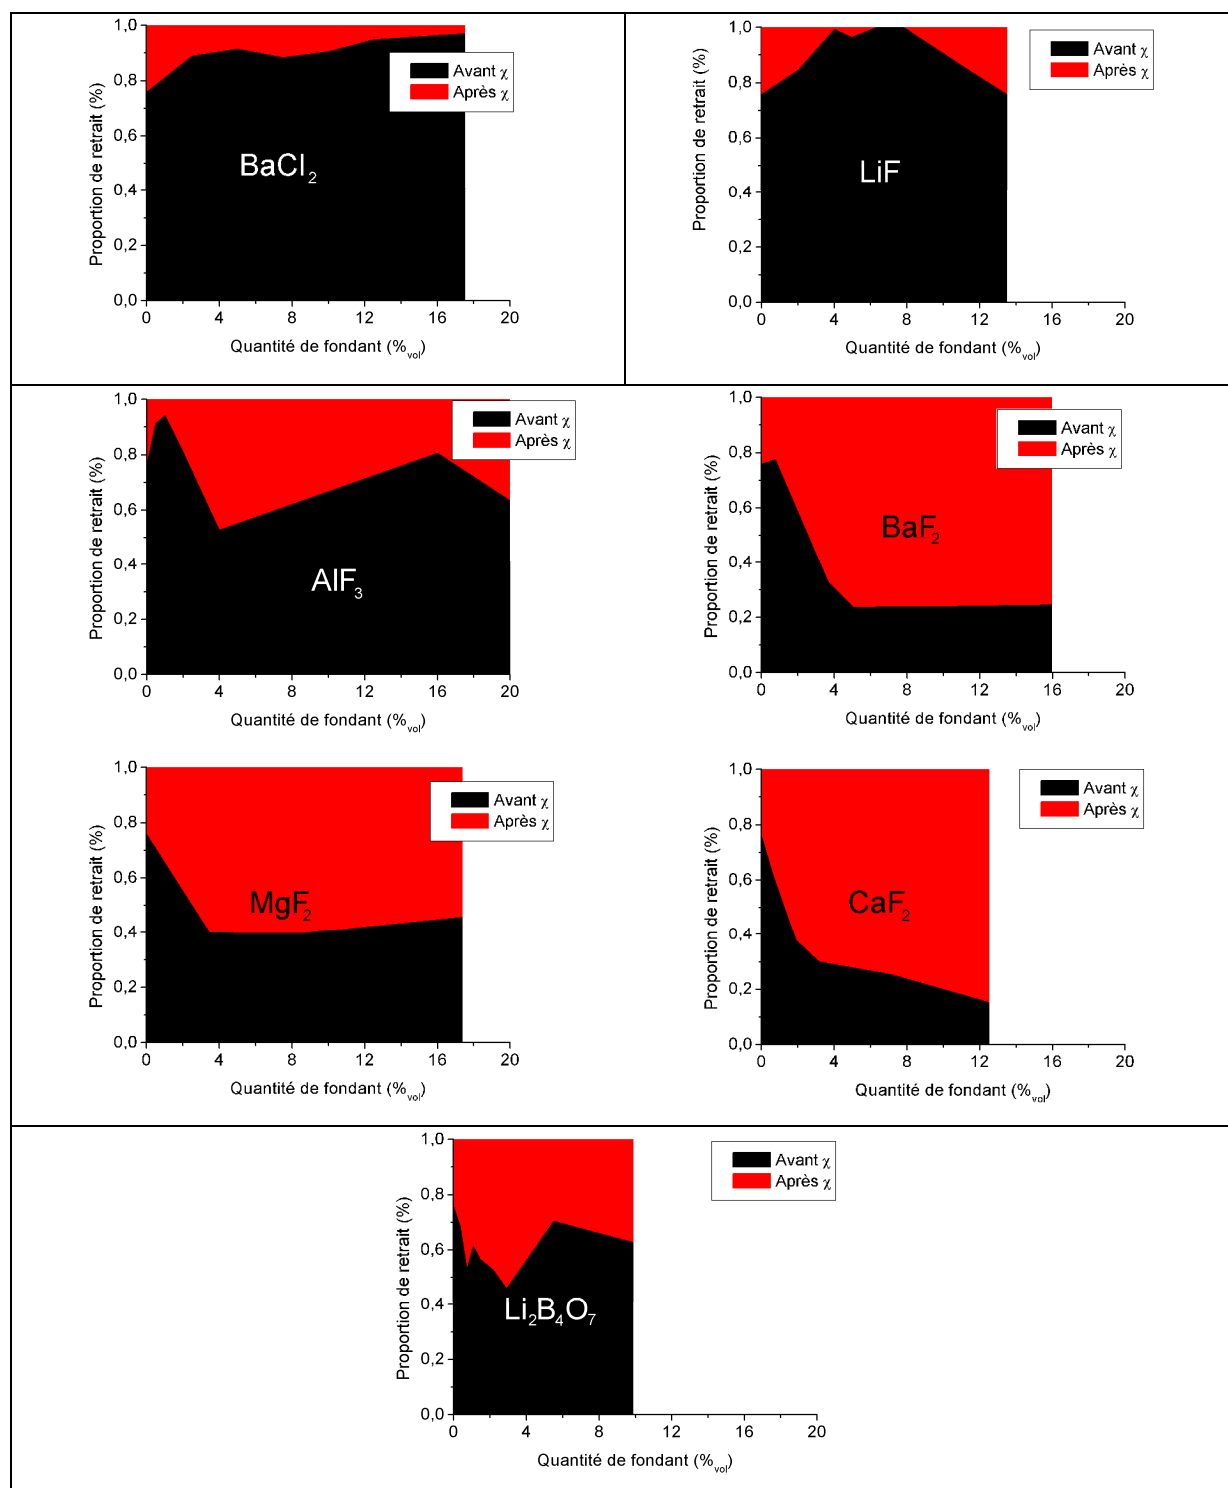 Proportion de retrait (%)
1,0
0,8
0,6
0,4
0,2
0,0
Avant χ
Après χ
BaCl2
0 4 8 12 16 20
Quantité de fondant (%vol)
Proportion de retrait (%)
1,0
0,8
0,6
0,4
0,2
0,0
Avant χ
Après χ
LiF
0 4 8 12 16 20
Quantité de fondant (%vol)
Proportion de retrait (%)
1,0
0,8
0,6
0,4
0,2
0,0
Avant χ
Après χ
AlF3
0 4 8 12 16 20
Quantité de fondant (%vol)
Proportion de retrait (%)
1,0
0,8
0,6
0,4
0,2
0,0
Avant χ
Après χ
BaF2
0 4 8 12 16 20
Quantité de fondant (%vol)
Proportion de retrait (%)
1,0
0,8
0,6
0,4
0,2
0,0
Avant χ
Après χ
MgF2
0 4 8 12 16 20
Quantité de fondant (%vol)
Proportion de retrait (%)
1,0
0,8
0,6
0,4
0,2
0,0
Avant χ
Après χ
CaF2
0 4 8 12 16 20
Quantité de fondant (%vol)
Proportion de retrait (%)
1,0
0,8
0,6
0,4
0,2
0,0
Avant χ
Après χ
Li2B4O7
0 4 8 12 16 20
Quantité de fondant (%vol)